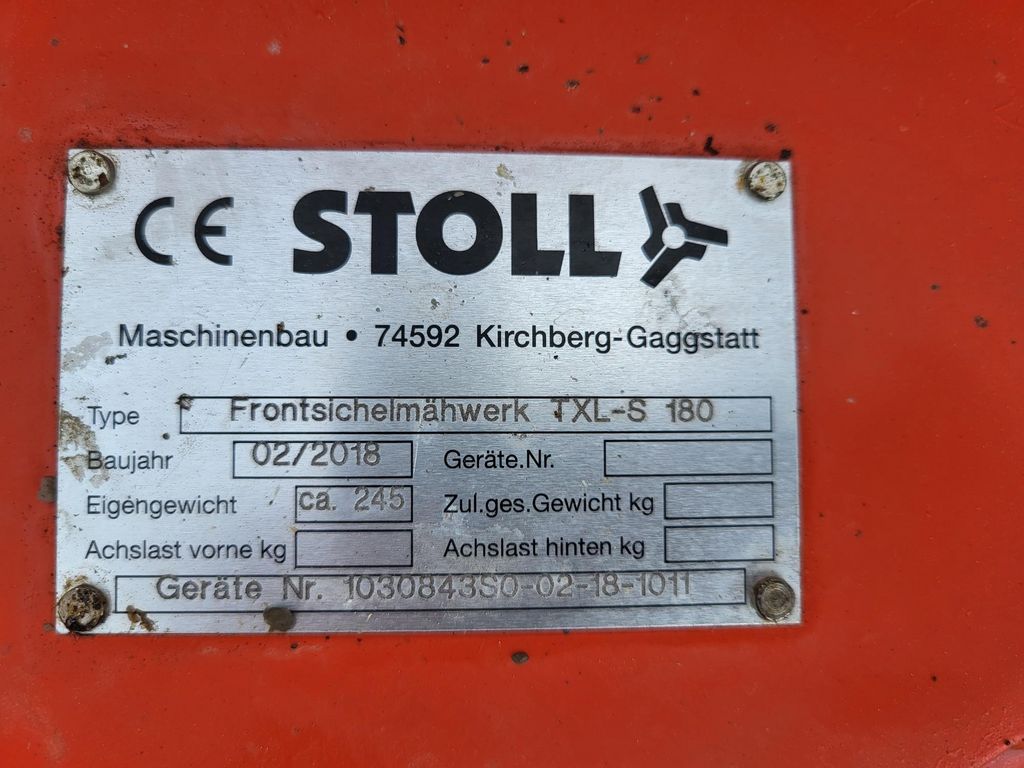 CE STOLL
Maschinenbau • 74592 Kirchberg-Gaggstatt
Type Frontsichelmähwerk TXL-S 180
Baujahr 02/2018 Geräte.Nr.
Eigengewicht ca. 245 Zul.ges.Gewicht kg
Achslast vorne kg Achslast hinten kg
Geräte Nr. 1030843S0-02-18-1011